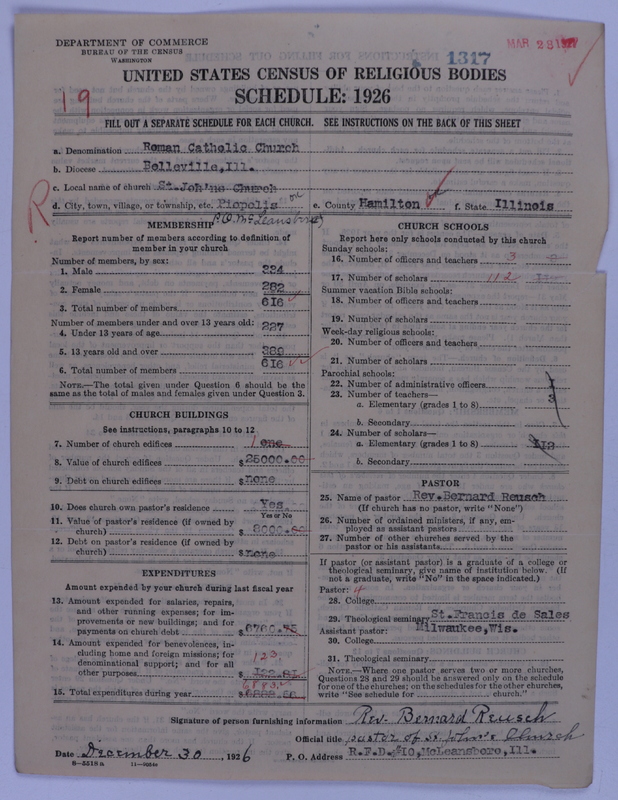 DEPARTMENT OF COMMERCE
BUREAU OF THE CENSUS
WASHINGTON
1317
MAR 28 1927
UNITED STATES CENSUS OF RELIGIOUS BODIES
SCHEDULE: 1926
19
FILL OUT A SEPARATE SCHEDULE FOR EACH CHURCH. SEE INSTRUCTIONS ON THE BACK OF THIS SHEET
R
a. Denomination Roman Catholic Church
b. Diocese Belleville, Ill.
c. Local name of church St. Joh'ns Church
d. City, town, village, or township, etc. Piopolis
(P.O. McLeansboro)
e. County Hamilton f. State Illinois
MEMBERSHIP
Report number of members according to definition of
member in your church
Number of members, by sex:
1. Male 334
2. Female 282
3. Total number of members 616
Number of members under and over 13 years old:
4. Under 13 years of age 227
5. 13 years old and over 389
6. Total number of members 616
NOTE.—The total given under Question 6 should be the
same as the total of males and females given under Question 3.
CHURCH BUILDINGS
See instructions, paragraphs 10 to 12
7. Number of church edifices 1 one
8. Value of church edifices $25000.00
9. Debt on church edifices $none
10. Does church own pastor's residence Yes
Yes or No
11. Value of pastor's residence (if owned by
church) $ 8000.00
12. Debt on pastor's residence (if owned by
church) $none
EXPENDITURES
Amount expended by church during last fiscal year
13. Amount expended for salaries, repairs,
and other running expenses; for im-
provements or new buildings; and for
payments on church debt $
14. Amount expended for benevolences, in-
cluding home and foreign missions; for
denominational support; and for all
other purposes $
123
15. Total expenditures during year $
6883
CHURCH SCHOOLS
Report here only schools conducted by this church
Sunday schools:
16. Number of officers and teachers 3
17. Number of scholars 112
Summer vacation Bible schools:
18. Number of officers and teachers
19. Number of scholars
Week-day religious schools:
20. Number of officers and teachers
21. Number of scholars
Parochial schools:
22. Number of administrative officers 1
23. Number of teachers—
a. Elementary (grades 1 to 8) 3
b. Secondary
24. Number of scholars—
a. Elementary (grades 1 to 8) 112
b. Secondary
PASTOR
25. Name of pastor Rev. Bernard Reusch
(If church has no pastor, write "None")
26. Number of ordained ministers, if any, em-
ployed as assistant pastors
27. Number of other churches served by the
pastor or his assistants
If pastor (or assistant pastor) is a graduate of a college or
theological seminary, give name of institution below. (If
not a graduate, write "No" in the space indicated.)
Pastor: 4
28. College
29. Theological seminary St. Francis de Sales
Milwaukee, Wis.
Assistant pastor:
30. College
31. Theological seminary
NOTE.—Where one pastor serves two or more churches,
Questions 28 and 29 should be answered only on the schedule
for one of the churches; on the schedules for the other churches,
write "See schedule for church."
Signature of person furnishing information Rev. Bernard Reusch
Official title pastor of St. John's Church
Date December 30, 1926 P. O. Address R.F.D.#10, McLeansboro, Ill.
8-5518a